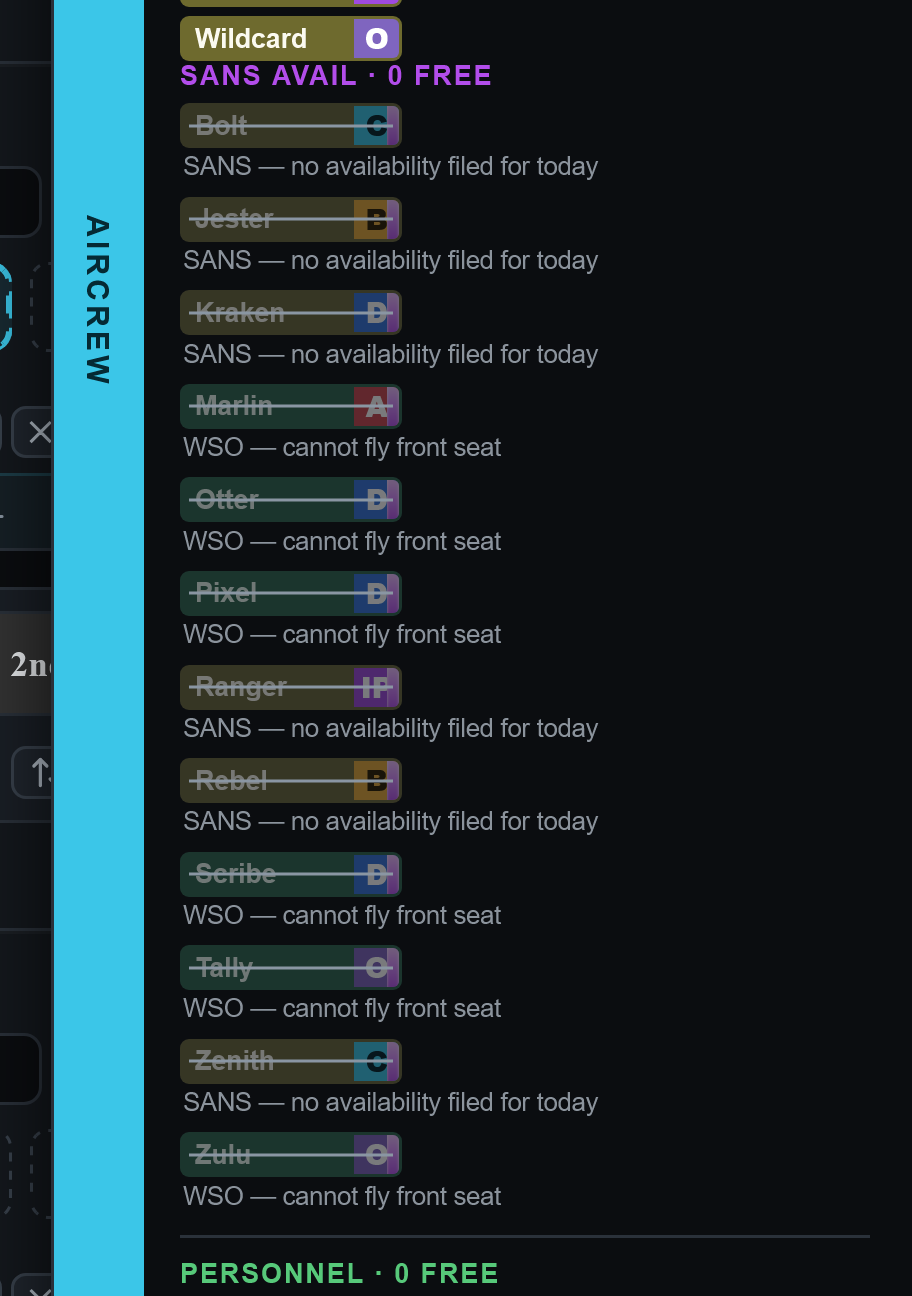 Wildcard O
SANS AVAIL · 0 FREE
Bolt C
SANS — no availability filed for today
Jester B
SANS — no availability filed for today
Kraken D
SANS — no availability filed for today
Marlin A
WSO — cannot fly front seat
Otter D
WSO — cannot fly front seat
Pixel D
WSO — cannot fly front seat
Ranger IP
SANS — no availability filed for today
Rebel B
SANS — no availability filed for today
Scribe D
WSO — cannot fly front seat
Tally O
WSO — cannot fly front seat
Zenith C
SANS — no availability filed for today
Zulu O
WSO — cannot fly front seat
PERSONNEL · 0 FREE
AIRCREW